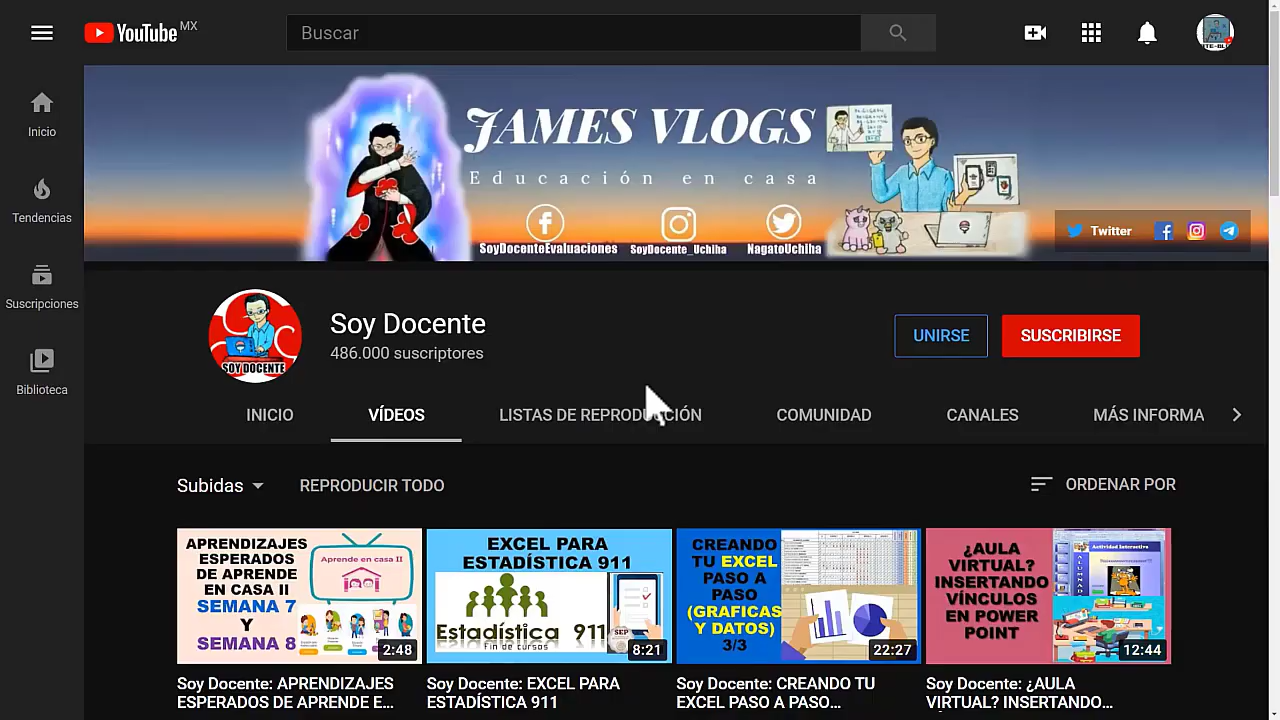 YouTube MX
Buscar
Inicio
Tendencias
Suscripciones
Biblioteca
JAMES VLOGS
Educación en casa
SoyDocenteEvaluaciones
SoyDocente_Uchiha
NagatoUchiha
Twitter
SOY DOCENTE
Soy Docente
486.000 suscriptores
UNIRSE
SUSCRIBIRSE
INICIO
VÍDEOS
LISTAS DE REPRODUCCIÓN
COMUNIDAD
CANALES
MÁS INFORMA
Subidas
REPRODUCIR TODO
ORDENAR POR
APRENDIZAJES
ESPERADOS
DE APRENDE
EN CASA II
SEMANA 7
Y
SEMANA 8
Aprende en casa II
2:48
EXCEL PARA
ESTADÍSTICA 911
Estadística 911
Fin de cursos
SEP
8:21
CREANDO
TU EXCEL
PASO A
PASO
(GRAFICAS
Y DATOS)
3/3
22:27
¿AULA
VIRTUAL?
INSERTANDO
VÍNCULOS
EN POWER
POINT
Actividad Interactiva
12:44
Soy Docente: APRENDIZAJES
ESPERADOS DE APRENDE E...
Soy Docente: EXCEL PARA
ESTADÍSTICA 911
Soy Docente: CREANDO TU
EXCEL PASO A PASO...
Soy Docente: ¿AULA
VIRTUAL? INSERTANDO...